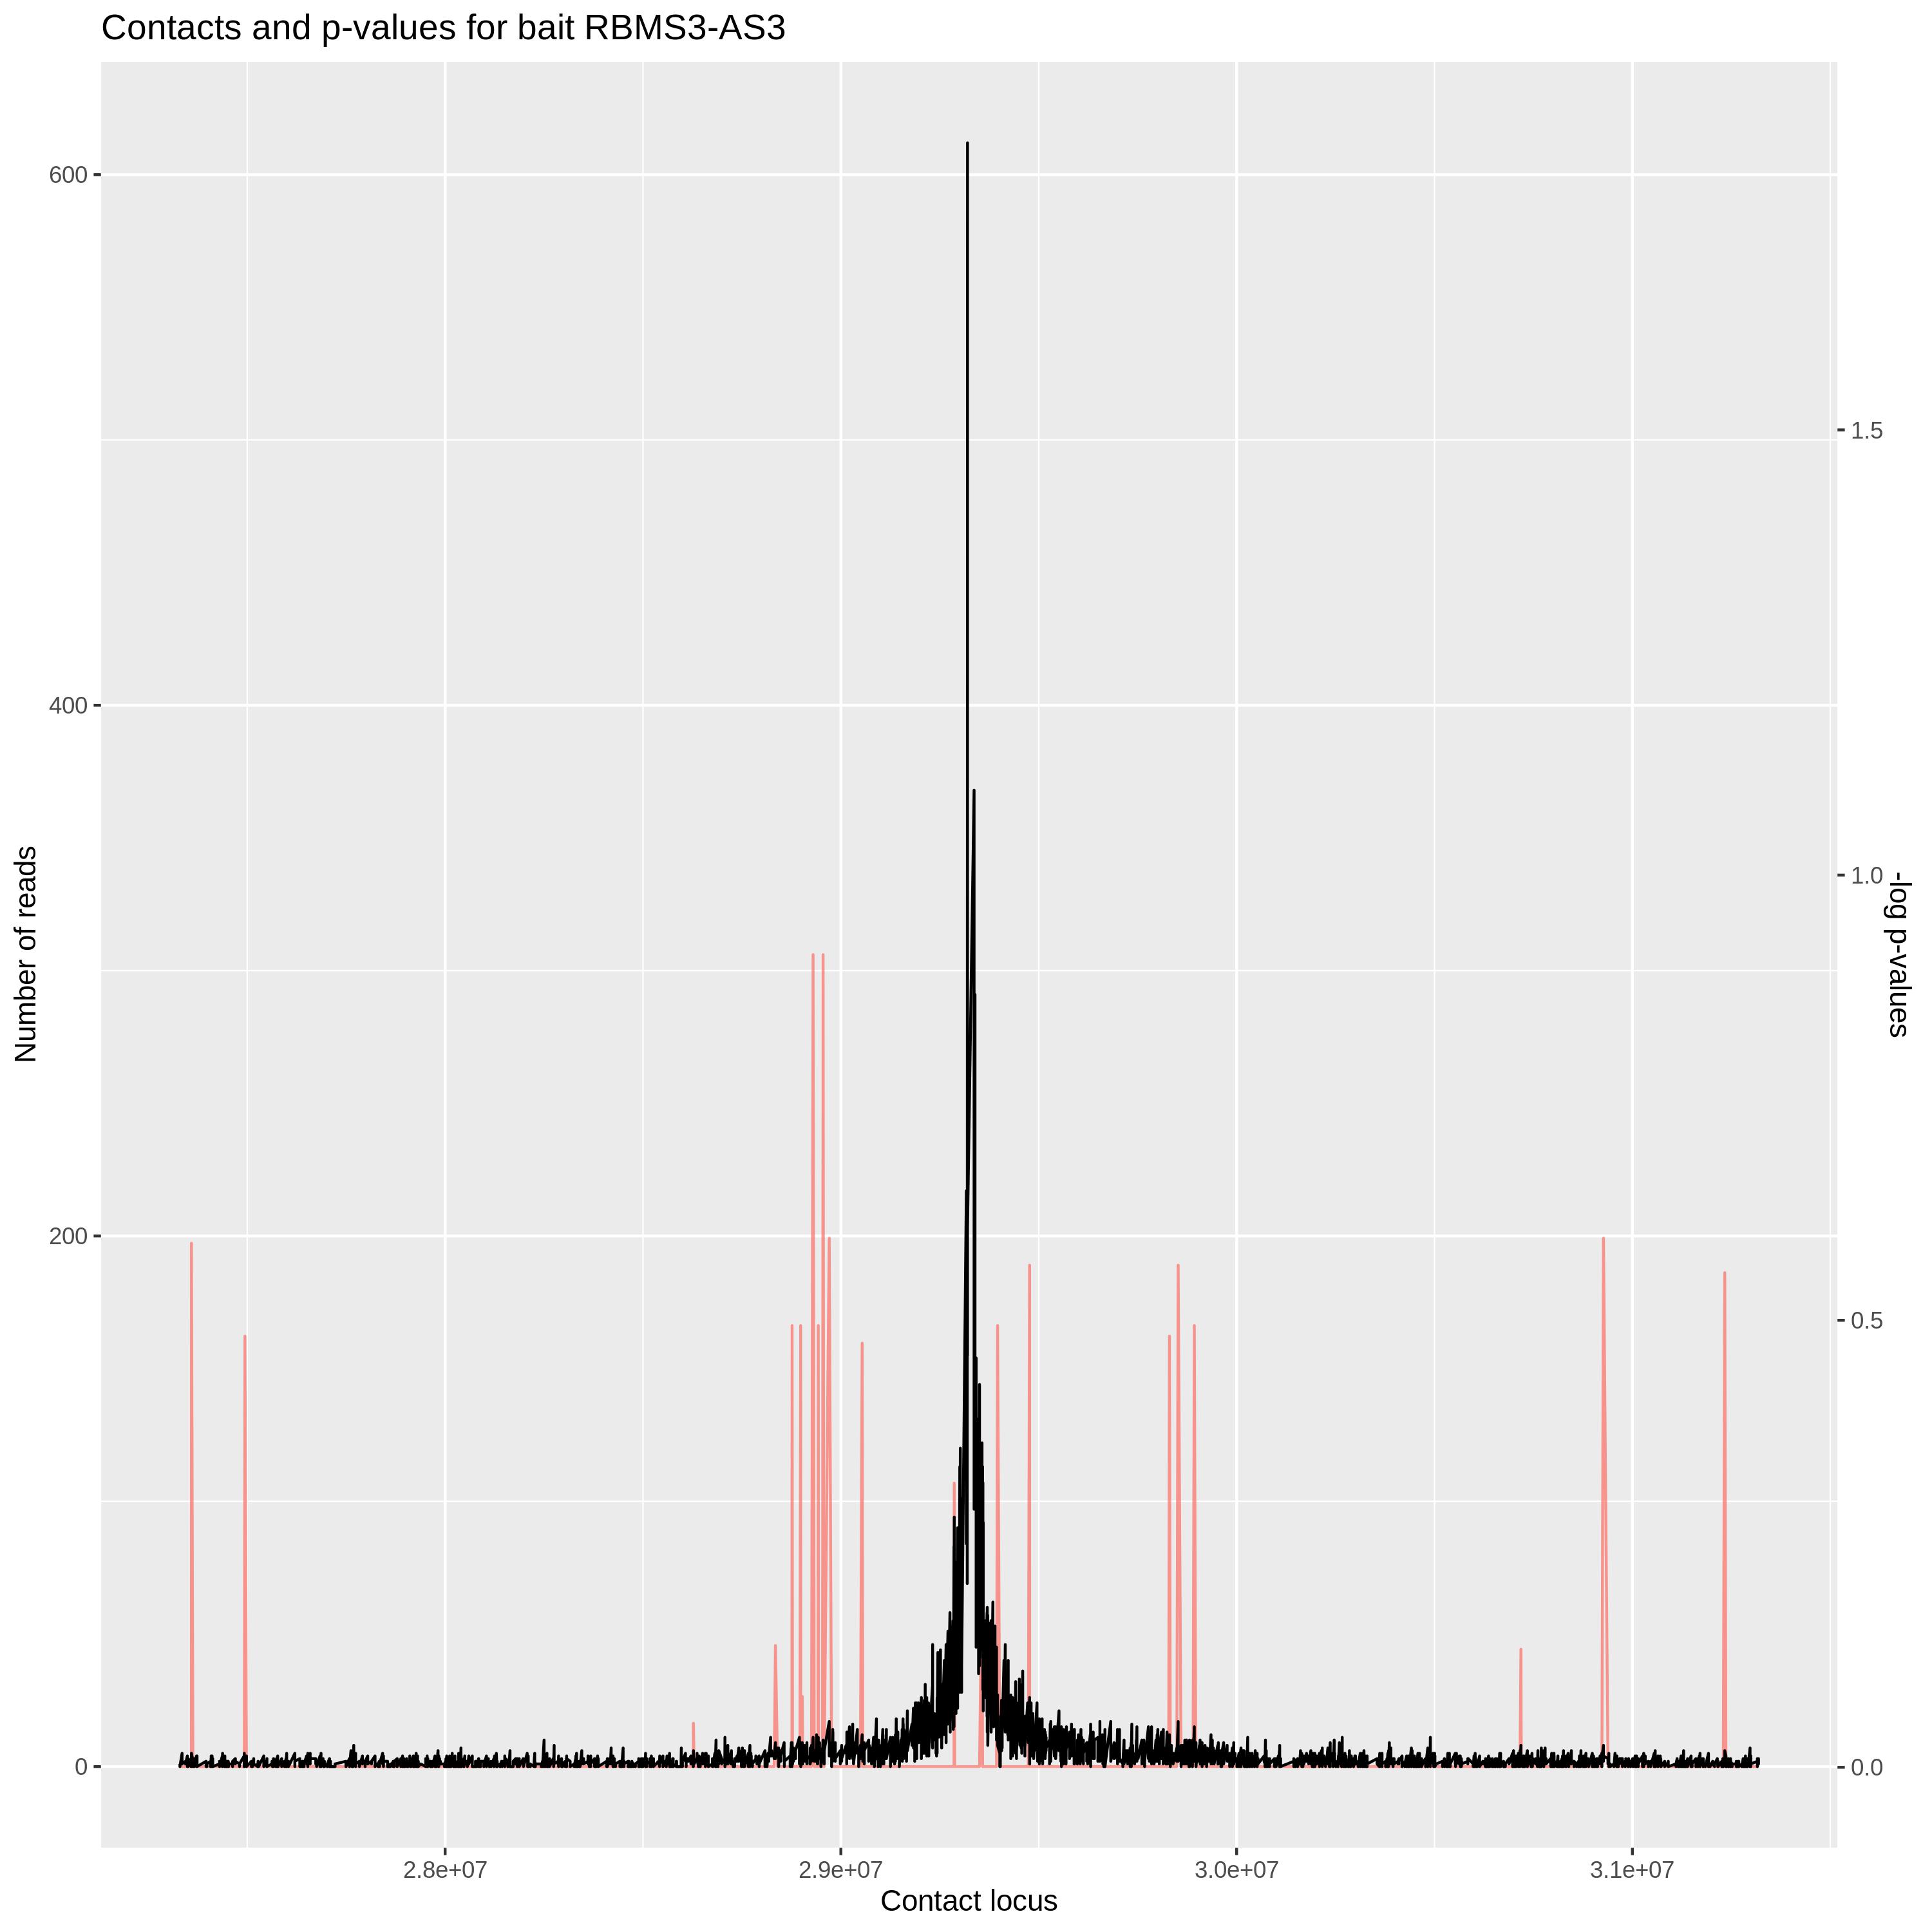 Contacts and p-values for bait RBMS3-AS3
600
400
200
0
Number of reads
1.5
1.0
0.5
0.0
-log p-values
2.8e+07
2.9e+07
3.0e+07
3.1e+07
Contact locus